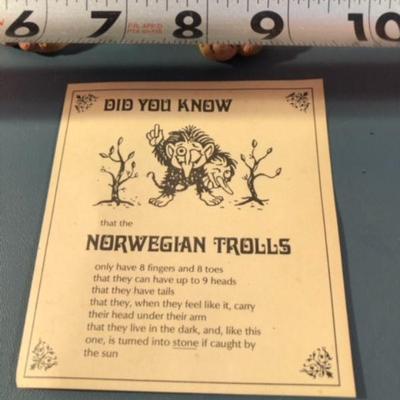 6 7 8 9 10
DID YOU KNOW
that the
NORWEGIAN TROLLS
only have 8 fingers and 8 toes
that they can have up to 9 heads
that they have tails
that they, when they feel like it, carry
their head under their arm
that they live in the dark, and, like this
one, is turned into stone if caught by
the sun